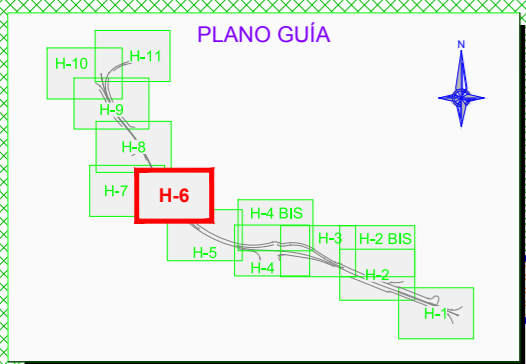 PLANO GUÍA
N
H-11
H-10
H-9
H-8
H-7
H-6
H-4 BIS
H-3
H-2 BIS
H-5
H-4
H-2
H-1